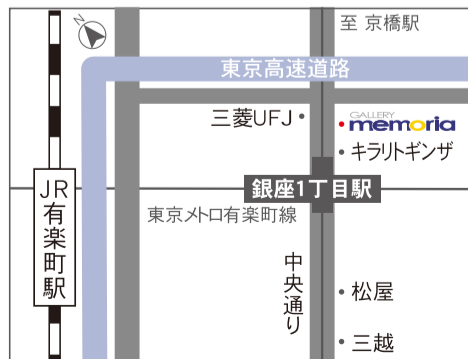 N
至 京橋駅
東京高速道路
三菱UFJ
GALLERY
memoria
キラリトギンザ
銀座1丁目駅
JR有楽町駅
東京メトロ有楽町線
中央通り
松屋
三越